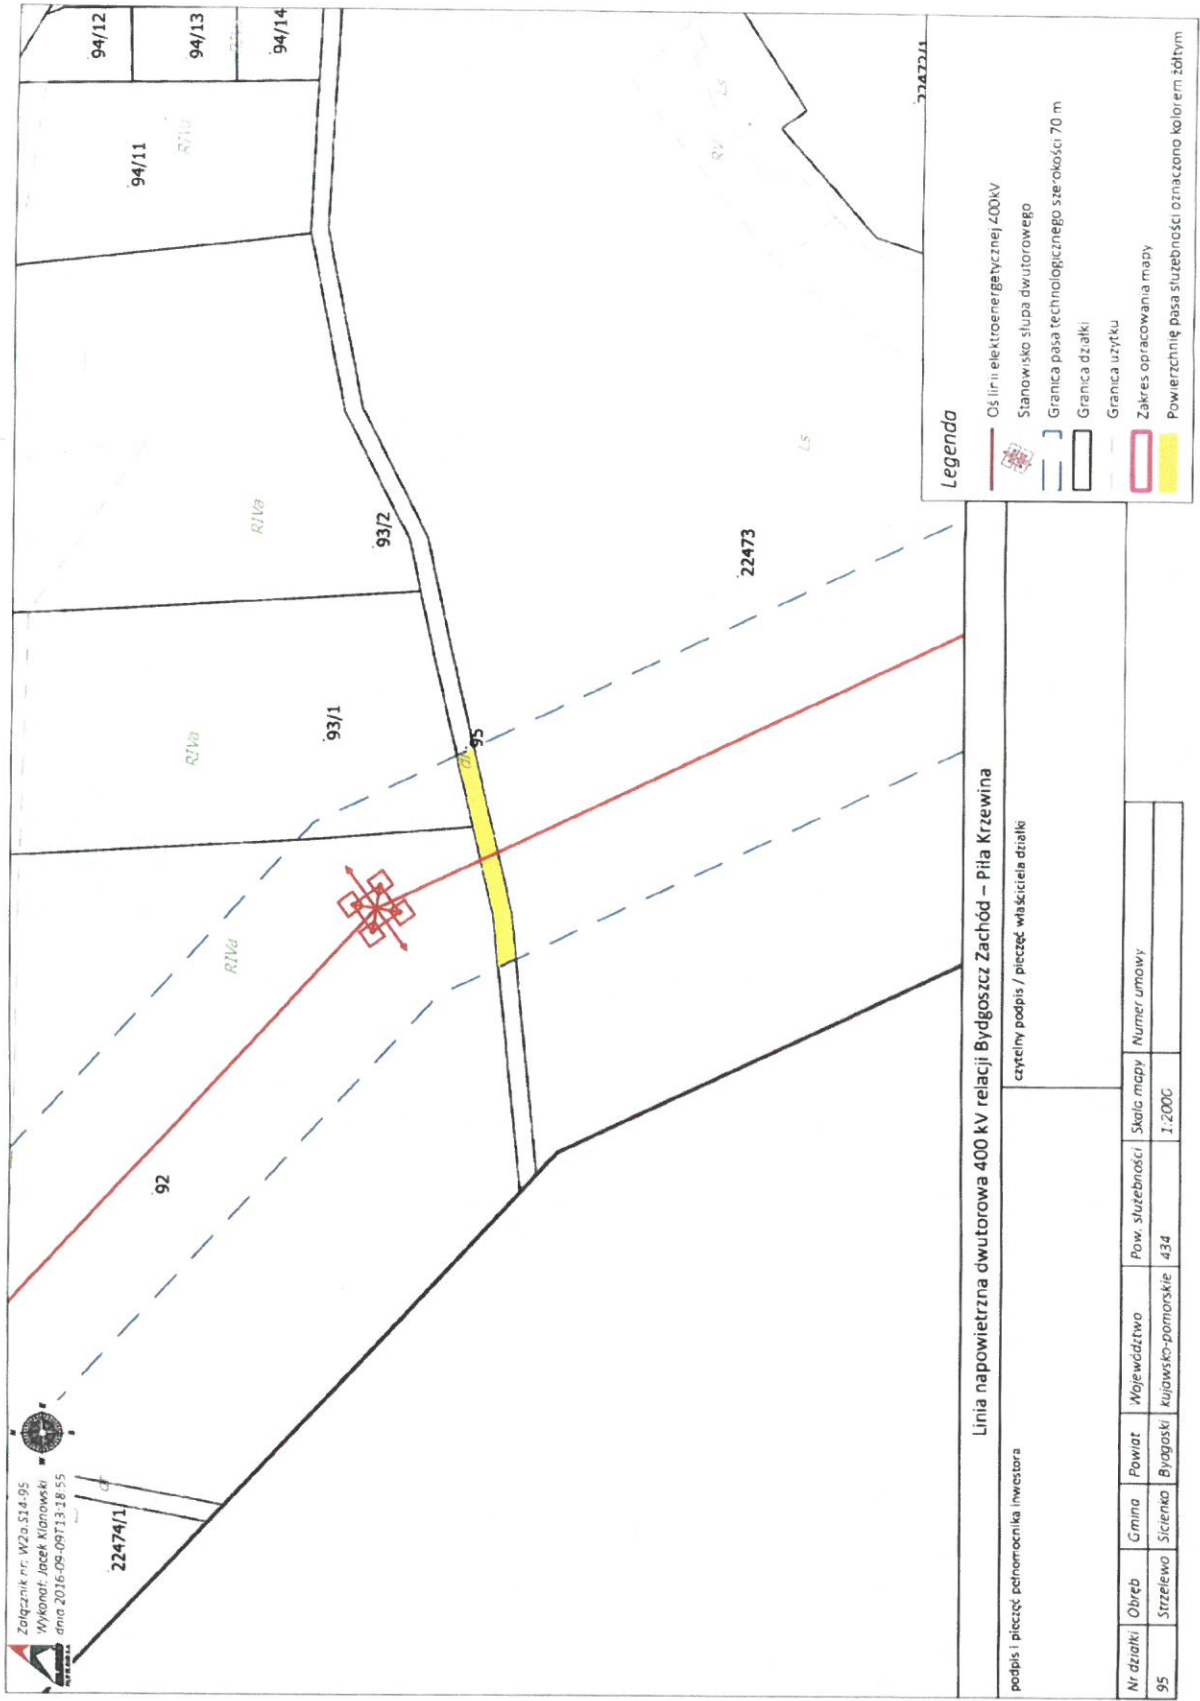 Załącznik nr: W2a.S14-95
Wykonał: Jacek Klanowski
dnia 2016-09-09T13:18:55
N
W
E
S
22474/1
dr
92
RIVa
93/1
RIVa
93/2
RIVa
94/11
RIVa
94/12
94/13
94/14
dr.
95
22473
Ls
RV
Ls
22472/1
Legenda
Oś linii elektroenergetycznej 400kV
Stanowisko słupa dwutorowego
Granica pasa technologicznego szerokości 70 m
Granica działki
Granica użytku
Zakres opracowania mapy
Powierzchnię pasa służebności oznaczono kolorem żółtym
Linia napowietrzna dwutorowa 400 kV relacji Bydgoszcz Zachód – Piła Krzewina
podpis i pieczęć pełnomocnika inwestora
czytelny podpis / pieczęć właściciela działki
Nr działki Obręb Gmina Powiat Województwo Pow. służebności Skala mapy Numer umowy
95 Strzelewo Sicienko Bydgoski kujawsko-pomorskie 434 1:2000